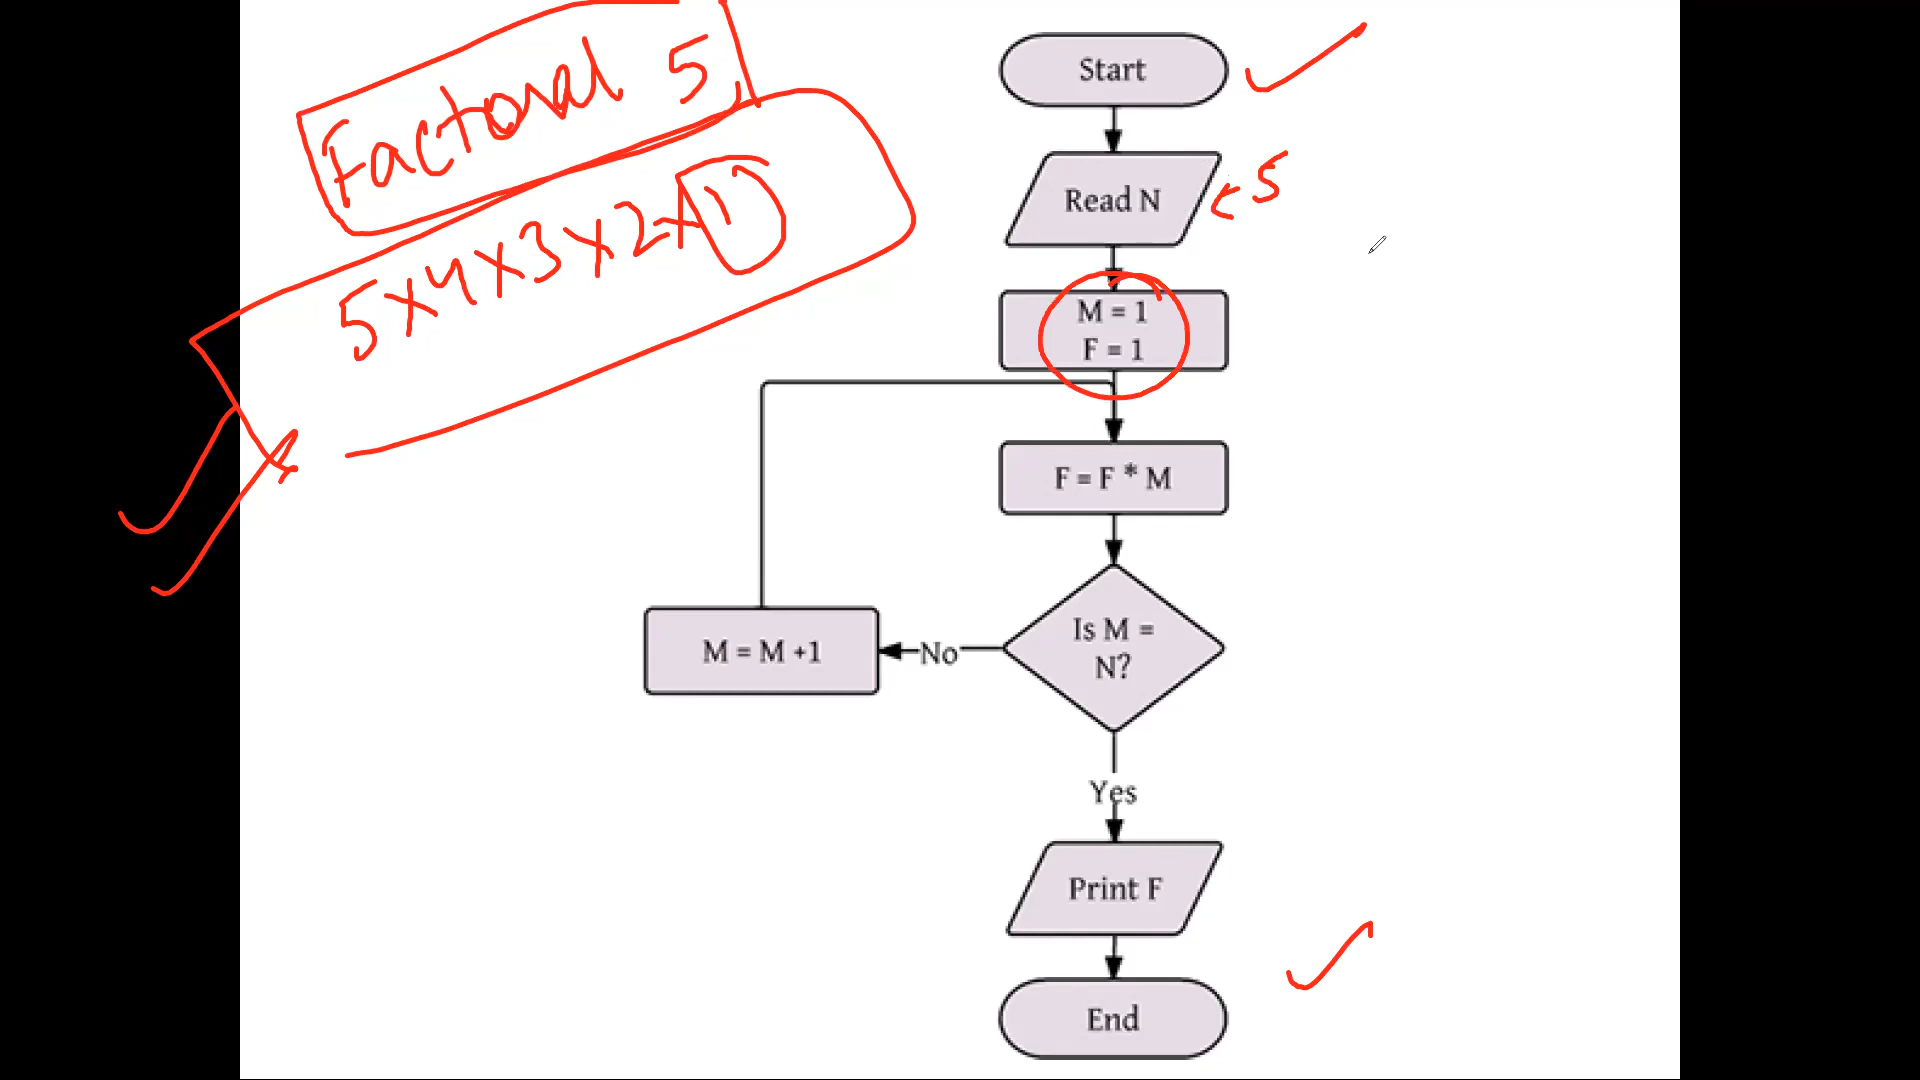 Factorial 5
5x4x3x2x1
Start
Read N
5
M = 1
F = 1
F = F * M
Is M =
N?
No
M = M +1
Yes
Print F
End